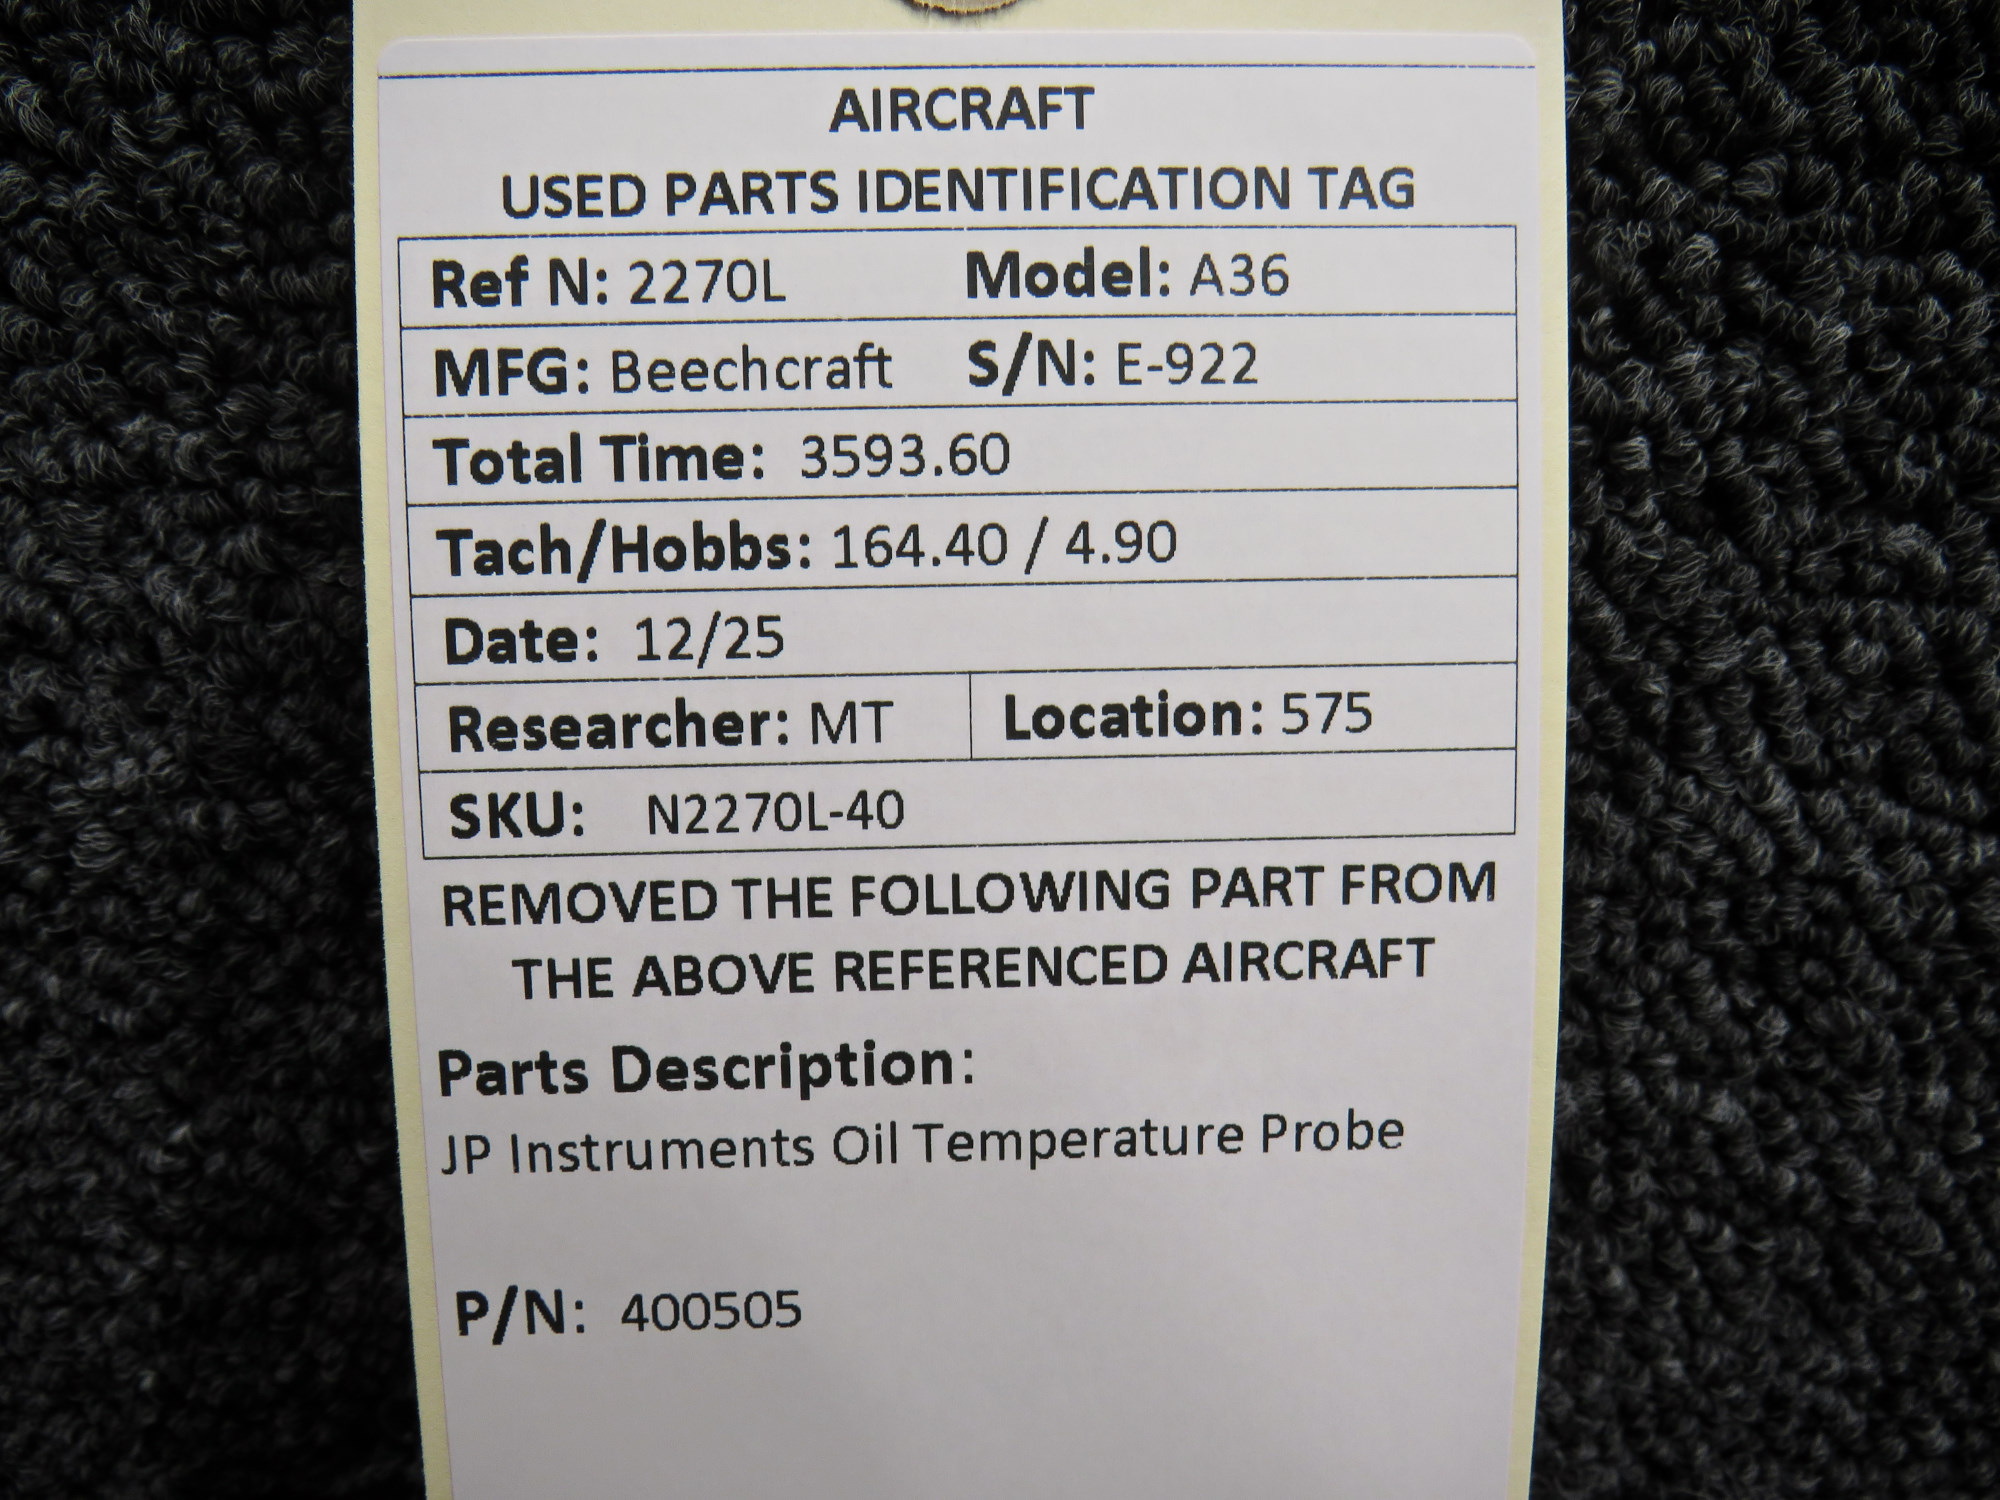 AIRCRAFT
USED PARTS IDENTIFICATION TAG
Ref N: 2270L Model: A36
MFG: Beechcraft S/N: E-922
Total Time: 3593.60
Tach/Hobbs: 164.40 / 4.90
Date: 12/25
Researcher: MT Location: 575
SKU: N2270L-40
REMOVED THE FOLLOWING PART FROM
THE ABOVE REFERENCED AIRCRAFT
Parts Description:
JP Instruments Oil Temperature Probe
P/N: 400505